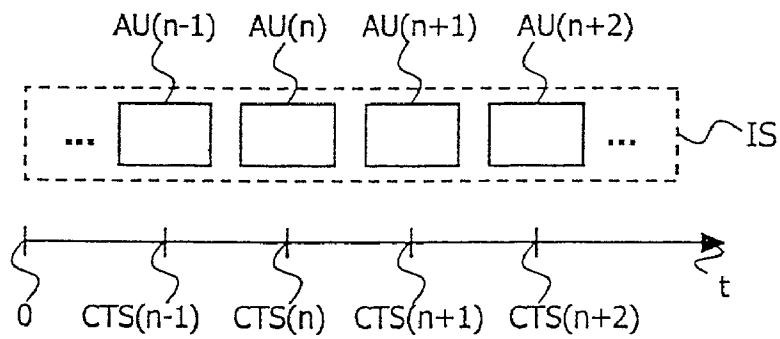 AU(n-1) AU(n) AU(n+1) AU(n+2)
... ...
IS
t
0 CTS(n-1) CTS(n) CTS(n+1) CTS(n+2)